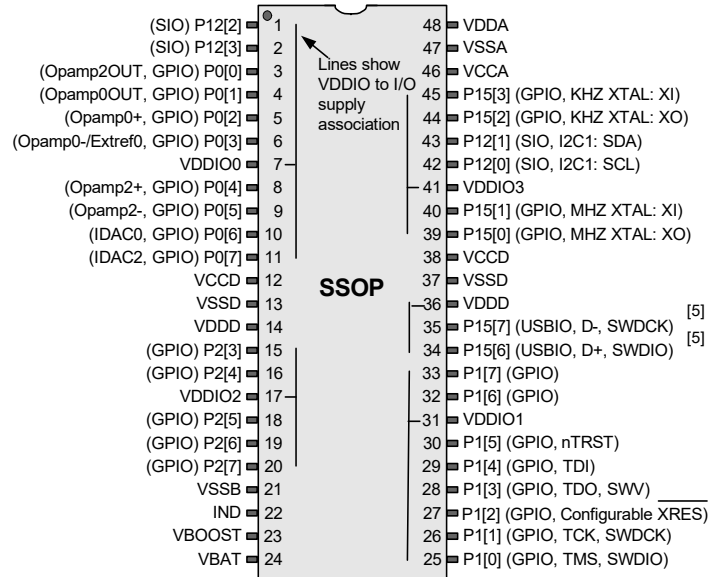 (SIO) P12[2] 1 48 VDDA
(SIO) P12[3] 2 47 VSSA
(Opamp2OUT, GPIO) P0[0] 3 46 VCCA
(Opamp0OUT, GPIO) P0[1] 4 45 P15[3] (GPIO, KHZ XTAL: XI)
(Opamp0+, GPIO) P0[2] 5 44 P15[2] (GPIO, KHZ XTAL: XO)
(Opamp0-/Extref0, GPIO) P0[3] 6 43 P12[1] (SIO, I2C1: SDA)
VDDIO0 7 42 P12[0] (SIO, I2C1: SCL)
(Opamp2+, GPIO) P0[4] 8 41 VDDIO3
(Opamp2-, GPIO) P0[5] 9 40 P15[1] (GPIO, MHZ XTAL: XI)
(IDAC0, GPIO) P0[6] 10 39 P15[0] (GPIO, MHZ XTAL: XO)
(IDAC2, GPIO) P0[7] 11 38 VCCD
VCCD 12 37 VSSD
VSSD 13 36 VDDD
VDDD 14 35 P15[7] (USBIO, D-, SWDCK) [5]
(GPIO) P2[3] 15 34 P15[6] (USBIO, D+, SWDIO) [5]
(GPIO) P2[4] 16 33 P1[7] (GPIO)
VDDIO2 17 32 P1[6] (GPIO)
(GPIO) P2[5] 18 31 VDDIO1
(GPIO) P2[6] 19 30 P1[5] (GPIO, nTRST)
(GPIO) P2[7] 20 29 P1[4] (GPIO, TDI)
VSSB 21 28 P1[3] (GPIO, TDO, SWV)
IND 22 27 P1[2] (GPIO, Configurable XRES)
VBOOST 23 26 P1[1] (GPIO, TCK, SWDCK)
VBAT 24 25 P1[0] (GPIO, TMS, SWDIO)
Lines show
VDDIO to I/O
supply
association
SSOP